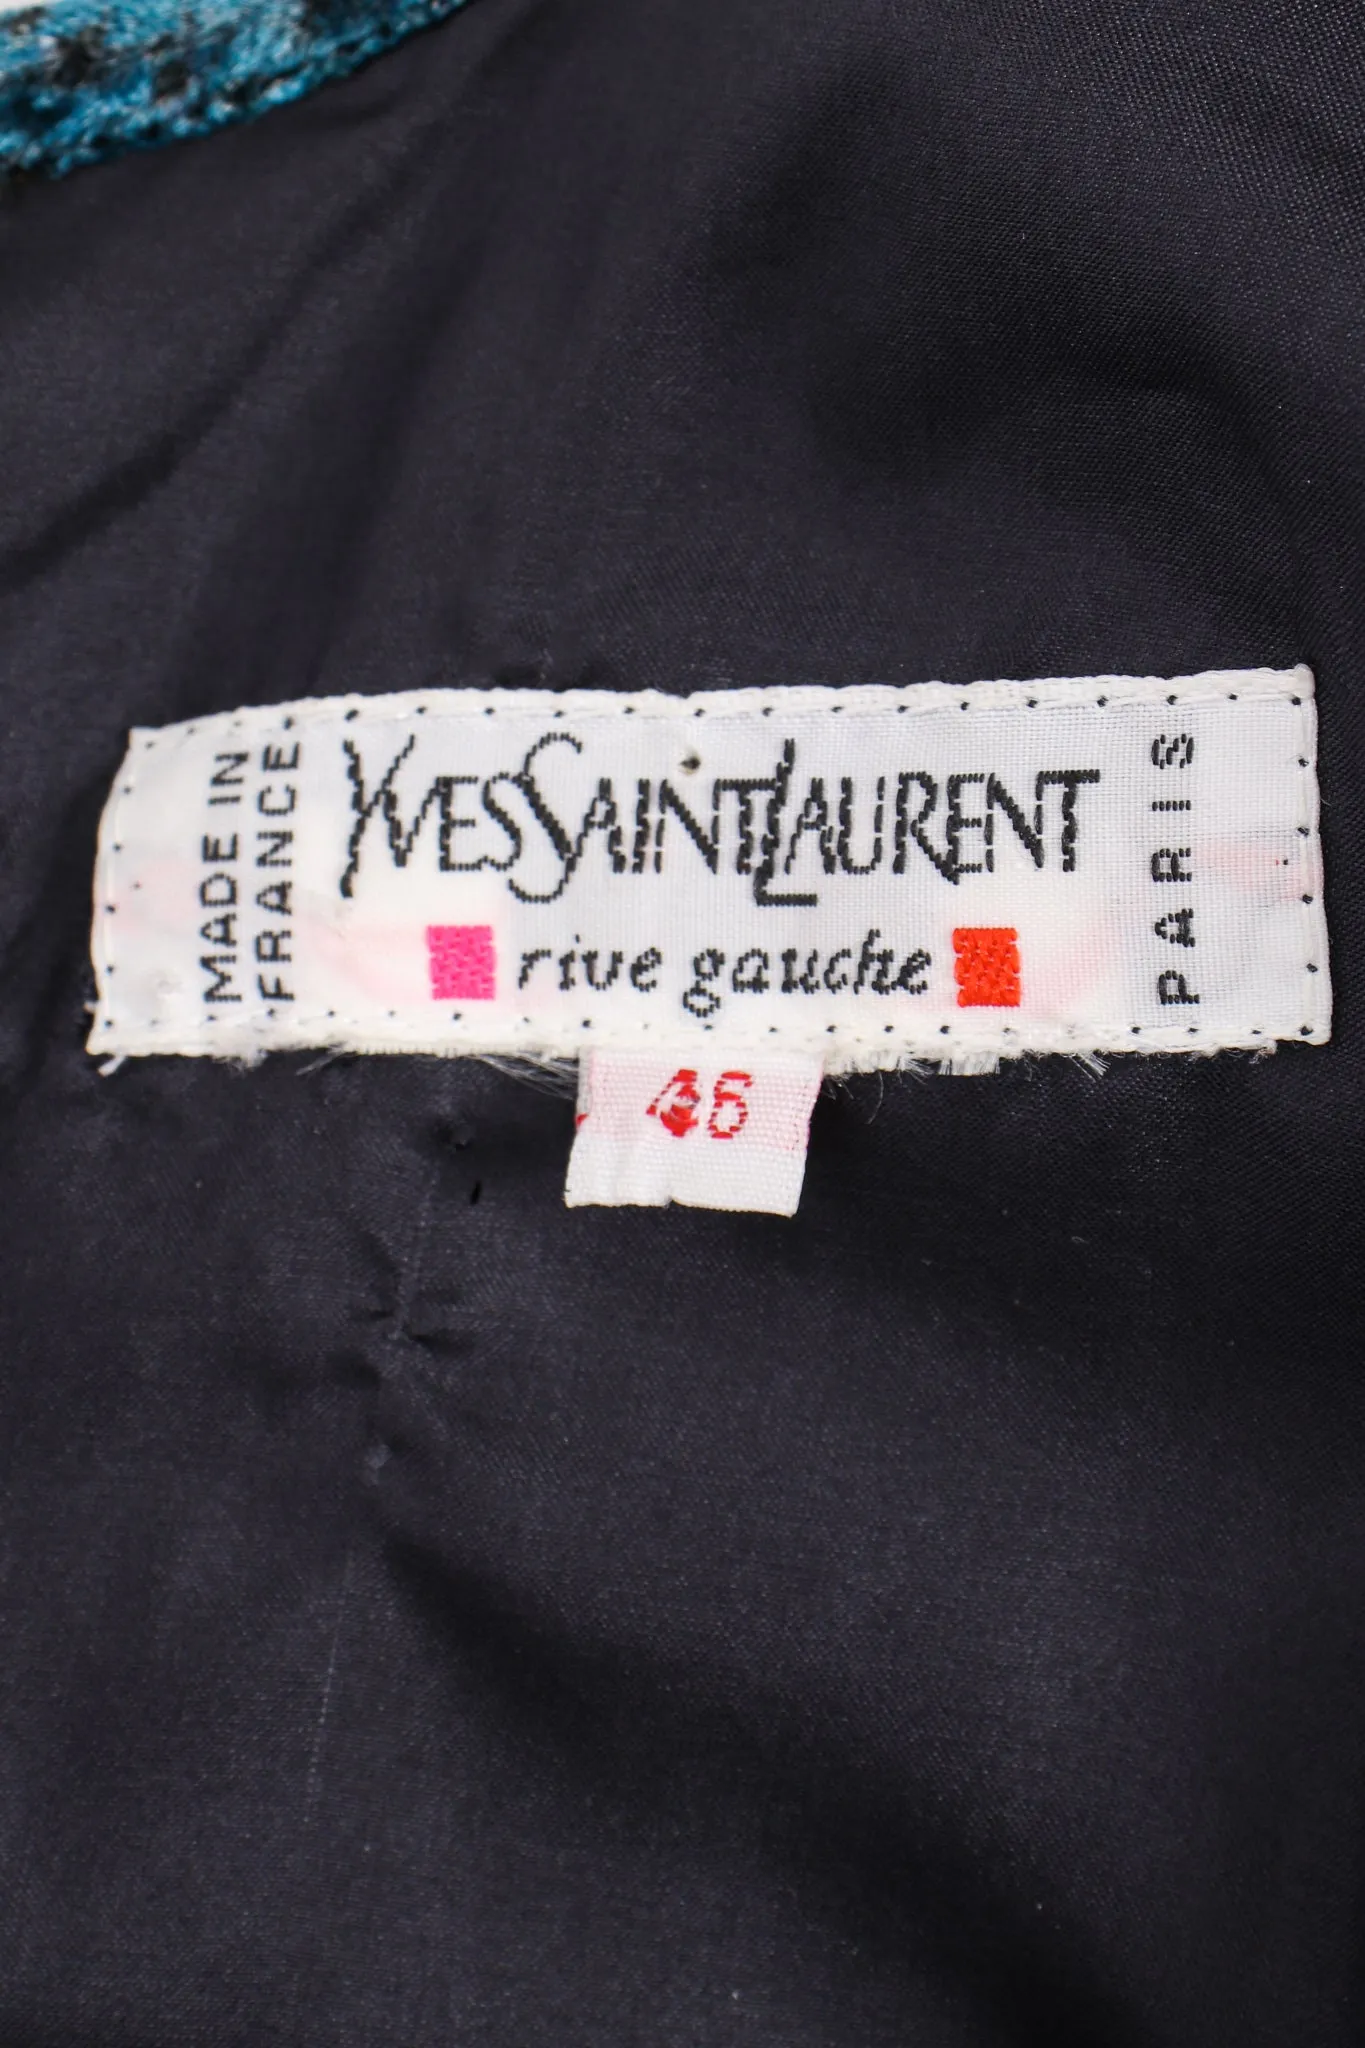 MADE IN
FRANCE
YVESSAINTLAURENT
rive gauche
PARIS
46